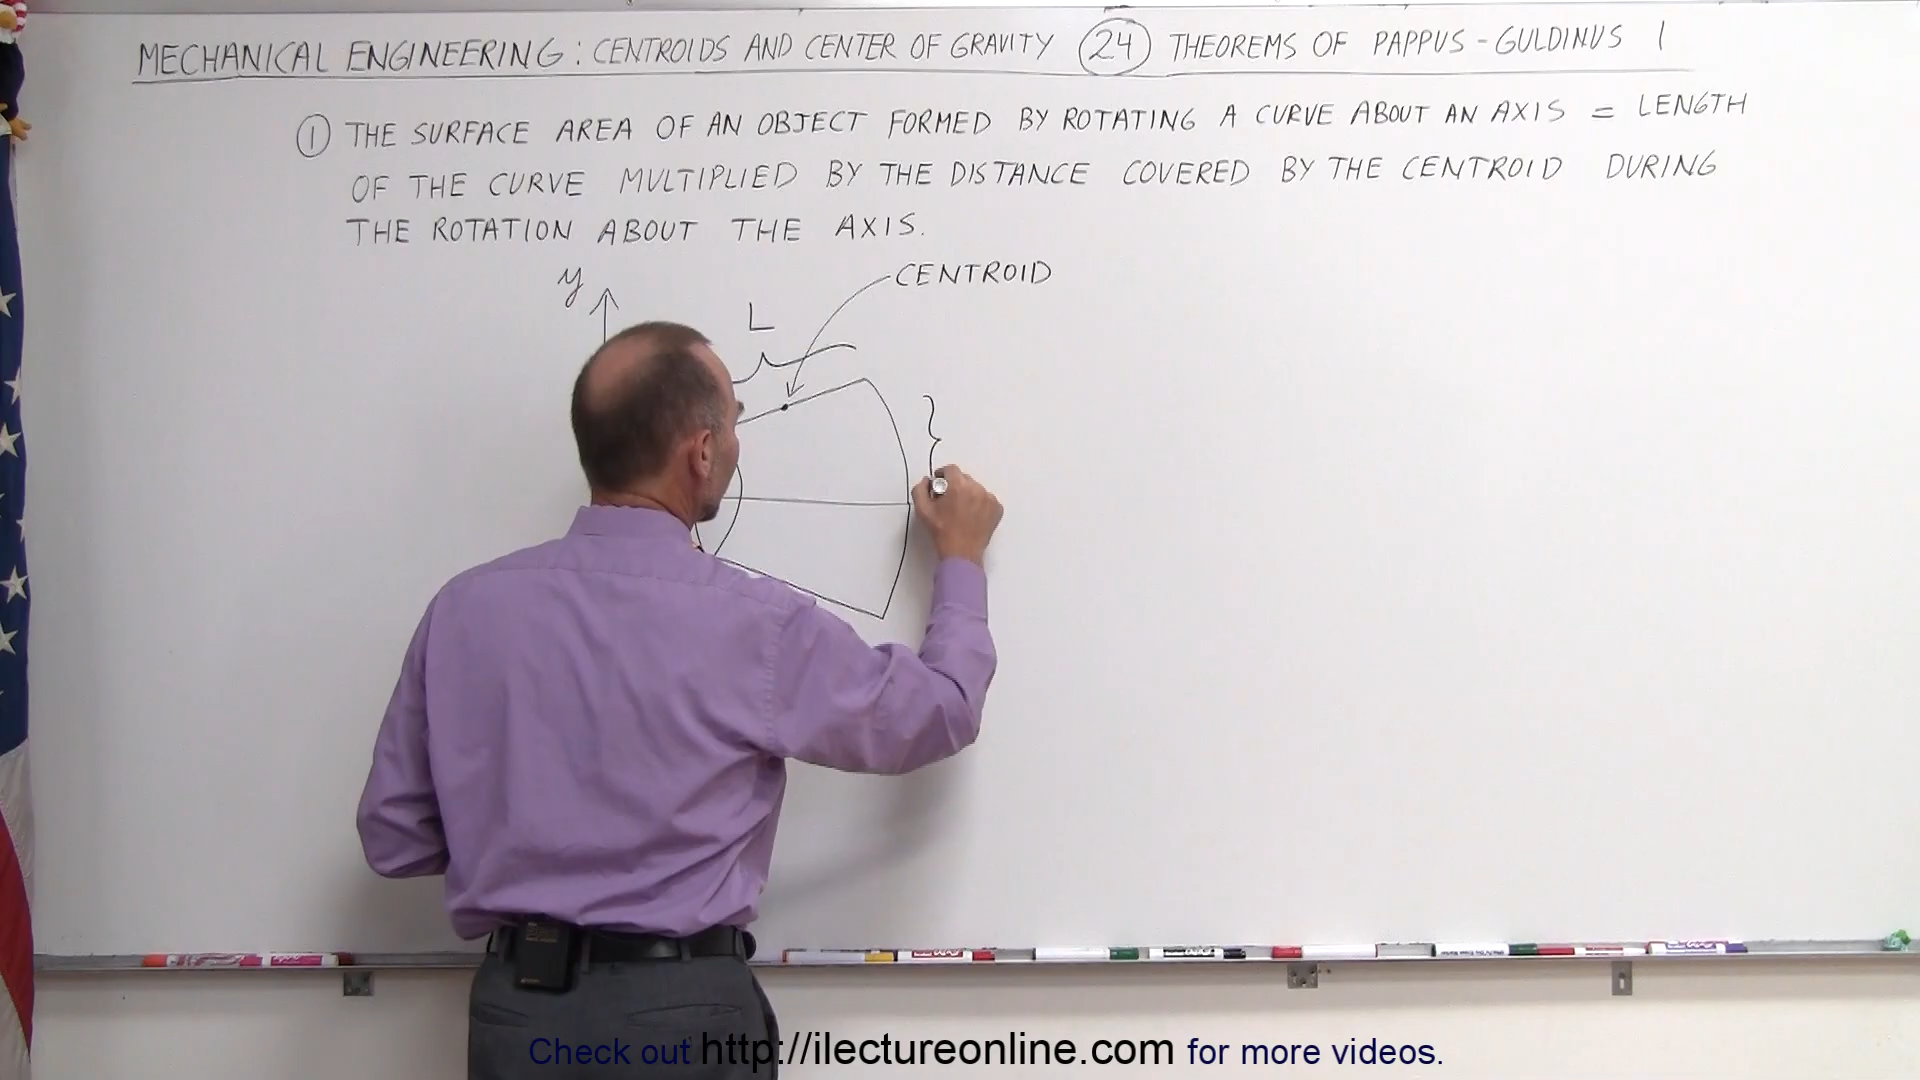 MECHANICAL ENGINEERING: CENTROIDS AND CENTER OF GRAVITY 24 THEOREMS OF PAPPUS-GULDINUS 1
1 THE SURFACE AREA OF AN OBJECT FORMED BY ROTATING A CURVE ABOUT AN AXIS = LENGTH
OF THE CURVE MULTIPLIED BY THE DISTANCE COVERED BY THE CENTROID DURING
THE ROTATION ABOUT THE AXIS.
y
CENTROID
L
Check out http://ilectureonline.com for more videos.